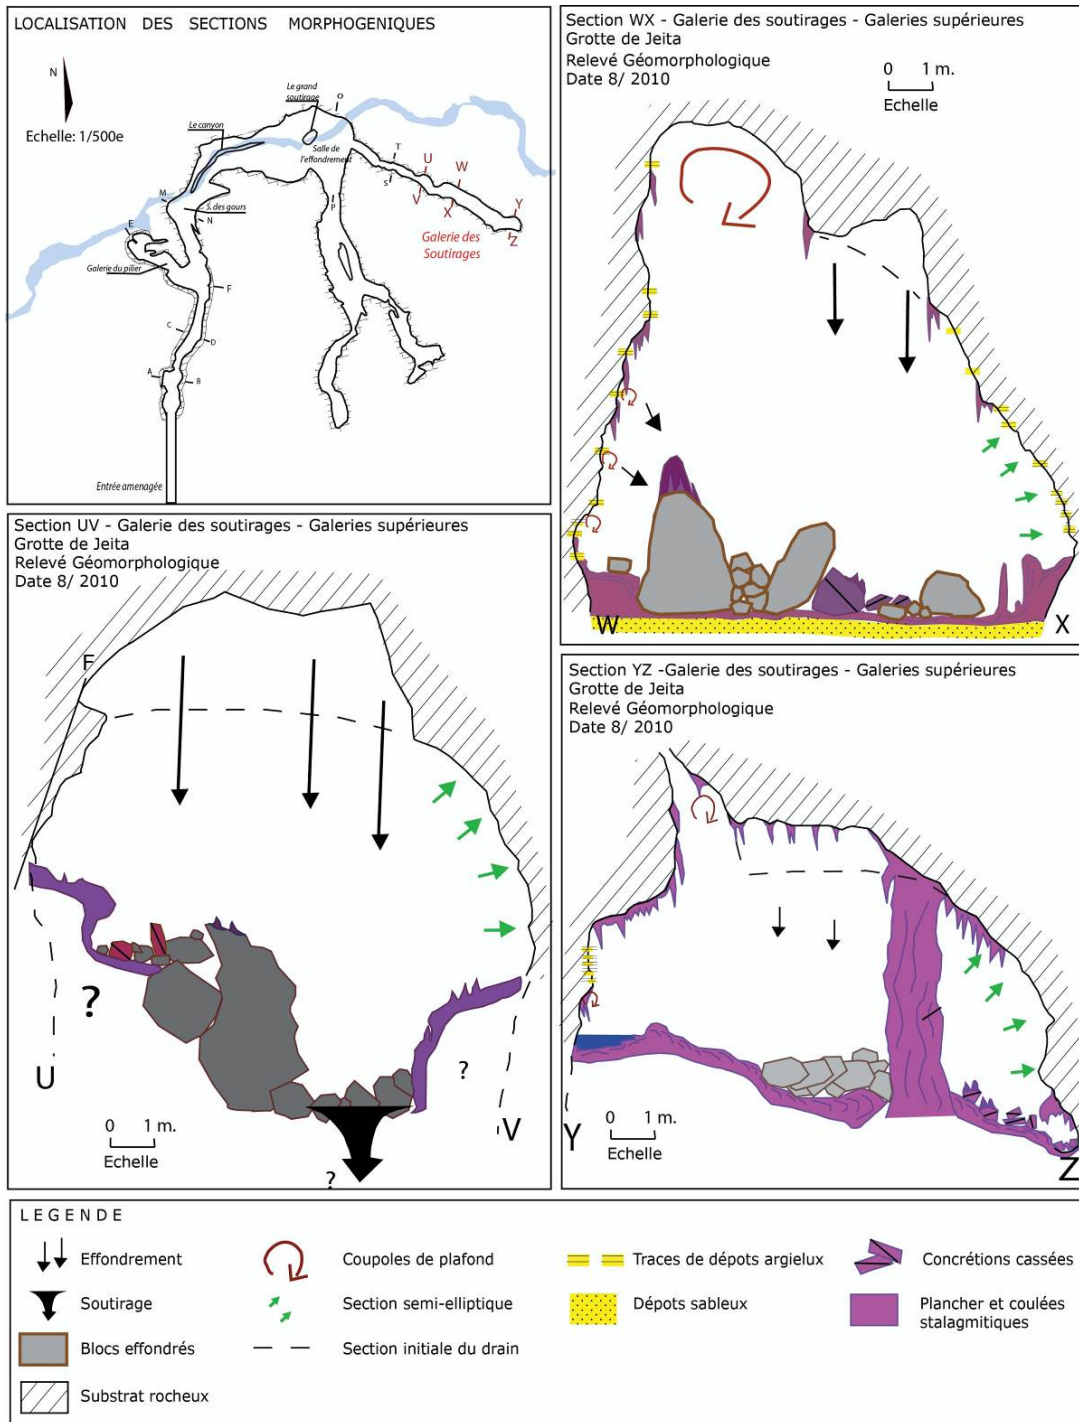 LOCALISATION DES SECTIONS MORPHOGENIQUES
N
Echelle: 1/500e
Le grand
soutirage
O
Le canyon
Salle de
l'effondrement
T
S
U
V
W
X
Y
Z
M
S. des gours
N
P
E
Galerie du pilier
Galerie des
Soutirages
F
C
D
A
B
Entrée amenagée
Section WX - Galerie des soutirages - Galeries supérieures
Grotte de Jeita
Relevé Géomorphologique
Date 8/ 2010
0 1 m.
Echelle
W
X
Section UV - Galerie des soutirages - Galeries supérieures
Grotte de Jeita
Relevé Géomorphologique
Date 8/ 2010
F
?
U
?
V
0 1 m.
Echelle
?
Section YZ -Galerie des soutirages - Galeries supérieures
Grotte de Jeita
Relevé Géomorphologique
Date 8/ 2010
0 1 m.
Echelle
Y
Z
LEGENDE
Effondrement
Soutirage
Blocs effondrés
Substrat rocheux
Coupoles de plafond
Section semi-elliptique
Section initiale du drain
Traces de dépots argielux
Dépots sableux
Concrétions cassées
Plancher et coulées
stalagmitiques